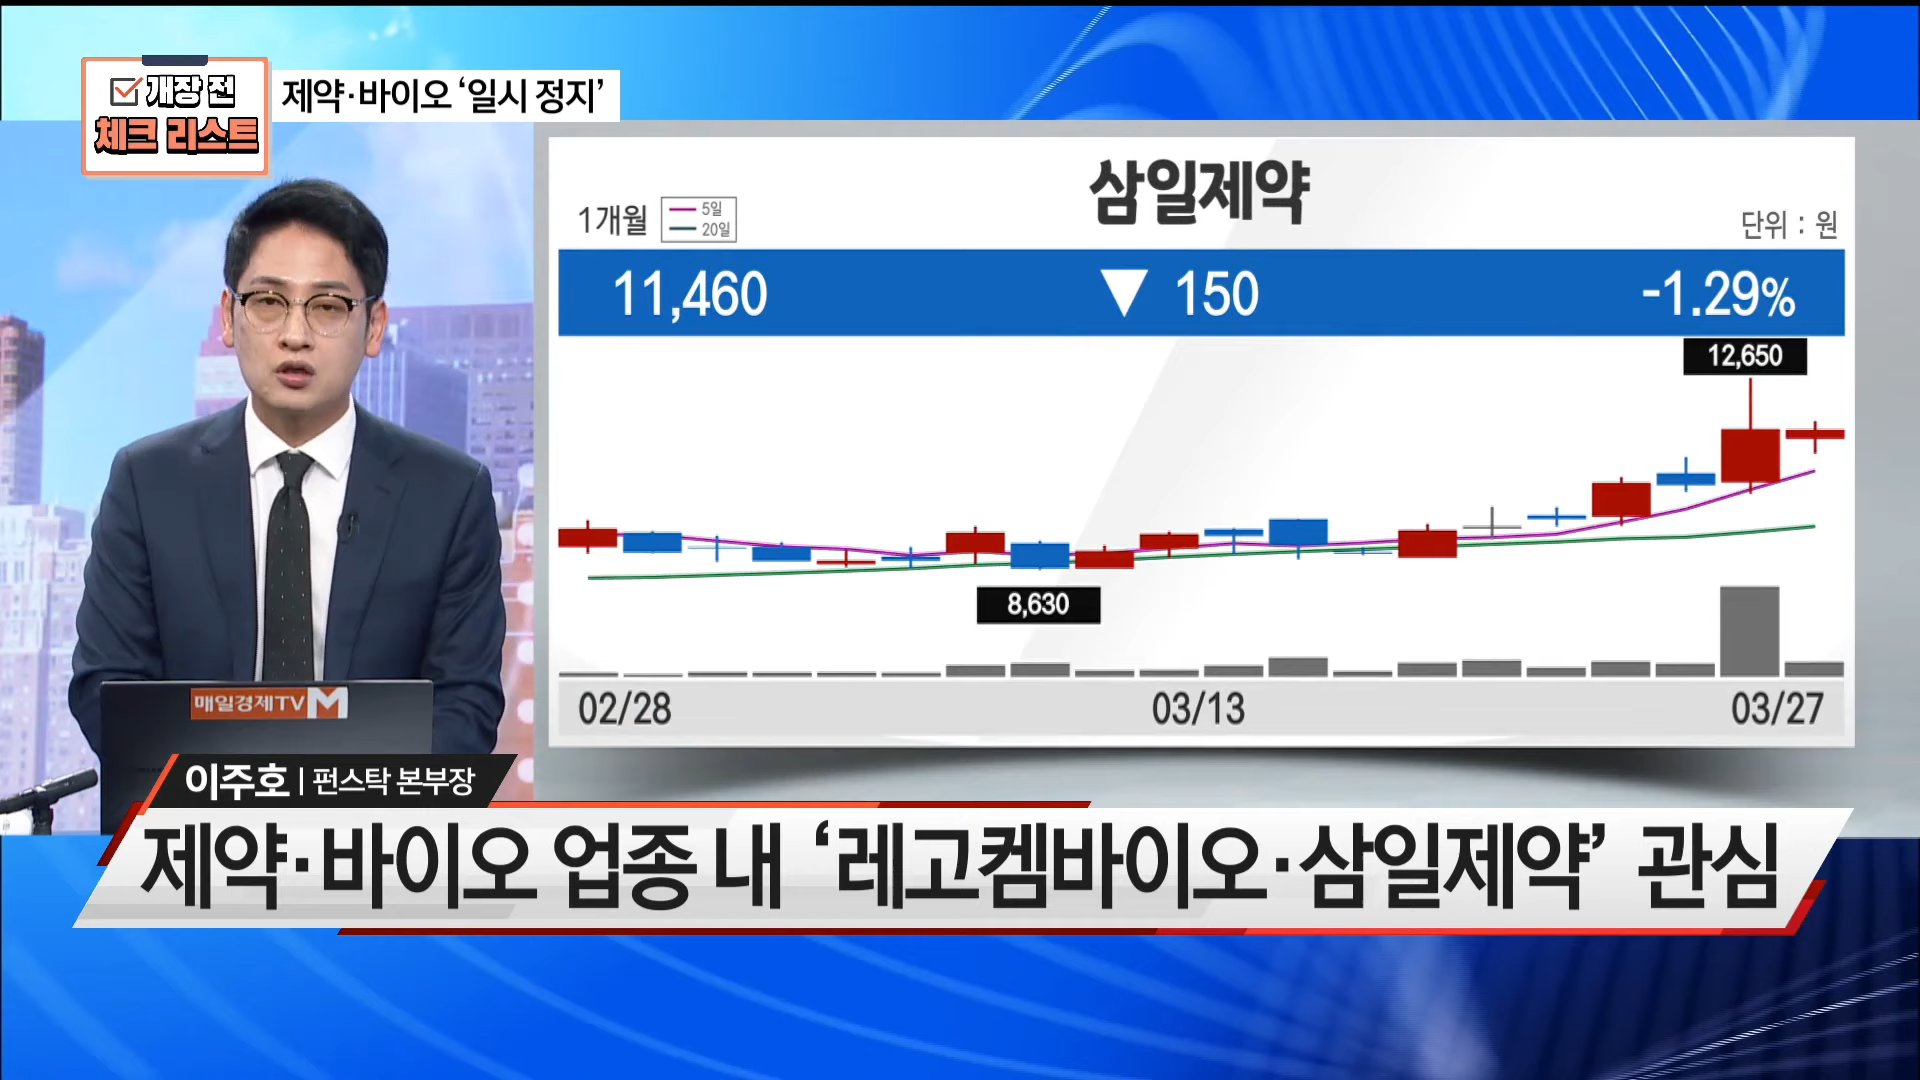 개장 전
체크 리스트
제약·바이오 ‘일시 정지’
삼일제약
1개월
5일
20일
단위 : 원
11,460 ▼ 150 -1.29%
12,650
8,630
02/28 03/13 03/27
매일경제TV M
이주호 | 펀스탁 본부장
제약·바이오 업종 내 ‘레고켐바이오·삼일제약’ 관심